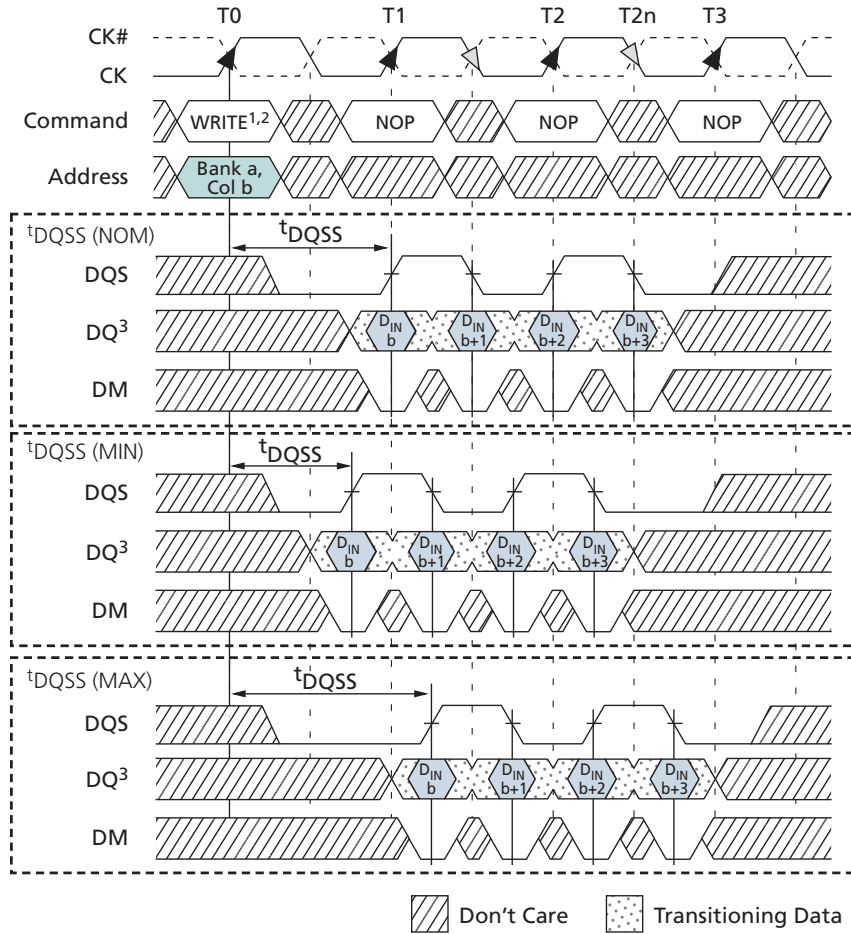 T0 T1 T2 T2n T3
CK#
CK
Command WRITE1,2 NOP NOP NOP
Address Bank a, Col b
tDQSS (NOM) tDQSS
DQS
DQ3 DIN b DIN b+1 DIN b+2 DIN b+3
DM
tDQSS (MIN) tDQSS
DQS
DQ3 DIN b DIN b+1 DIN b+2 DIN b+3
DM
tDQSS (MAX) tDQSS
DQS
DQ3 DIN b DIN b+1 DIN b+2 DIN b+3
DM
Don't Care Transitioning Data